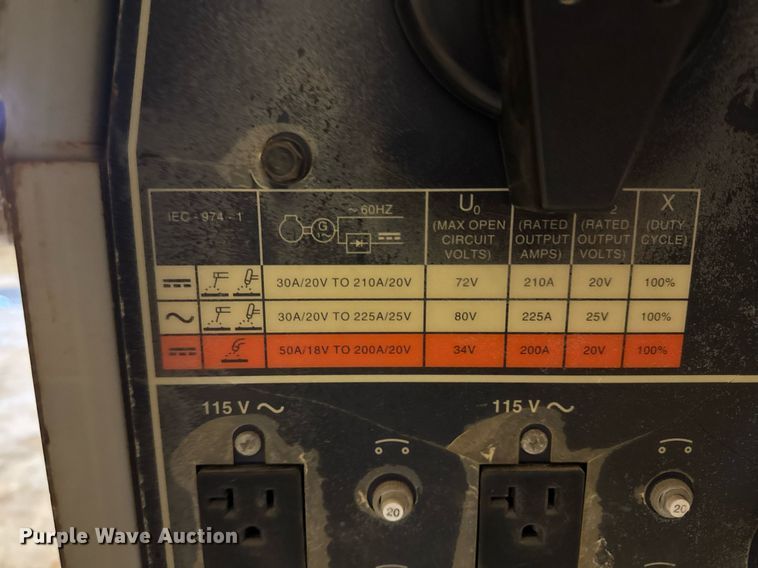 IEC - 974 - 1
~ 60HZ
G
1~
U0
(MAX OPEN
CIRCUIT
VOLTS)
(RATED
OUTPUT
AMPS)
2
(RATED
OUTPUT
VOLTS)
X
(DUTY
CYCLE)
30A/20V TO 210A/20V 72V 210A 20V 100%
30A/20V TO 225A/25V 80V 225A 25V 100%
50A/18V TO 200A/20V 34V 200A 20V 100%
115 V ~ 115 V ~
20 20
Purple Wave Auction